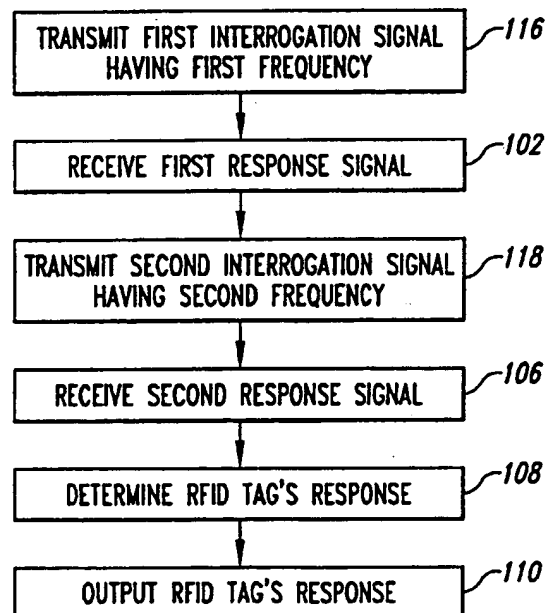 TRANSMIT FIRST INTERROGATION SIGNAL
HAVING FIRST FREQUENCY
116
RECEIVE FIRST RESPONSE SIGNAL
102
TRANSMIT SECOND INTERROGATION SIGNAL
HAVING SECOND FREQUENCY
118
RECEIVE SECOND RESPONSE SIGNAL
106
DETERMINE RFID TAG'S RESPONSE
108
OUTPUT RFID TAG'S RESPONSE
110